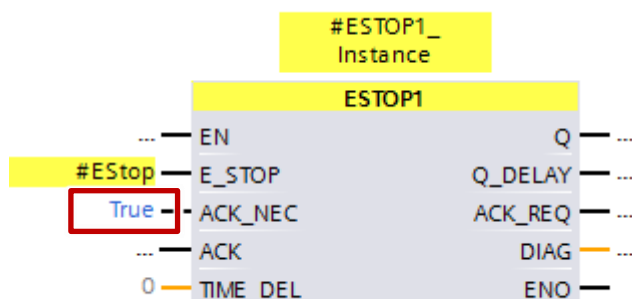 #ESTOP1_
Instance
ESTOP1
... EN Q ...
#EStop E_STOP Q_DELAY ...
True ACK_NEC ACK_REQ ...
... ACK DIAG ...
0 TIME_DEL ENO